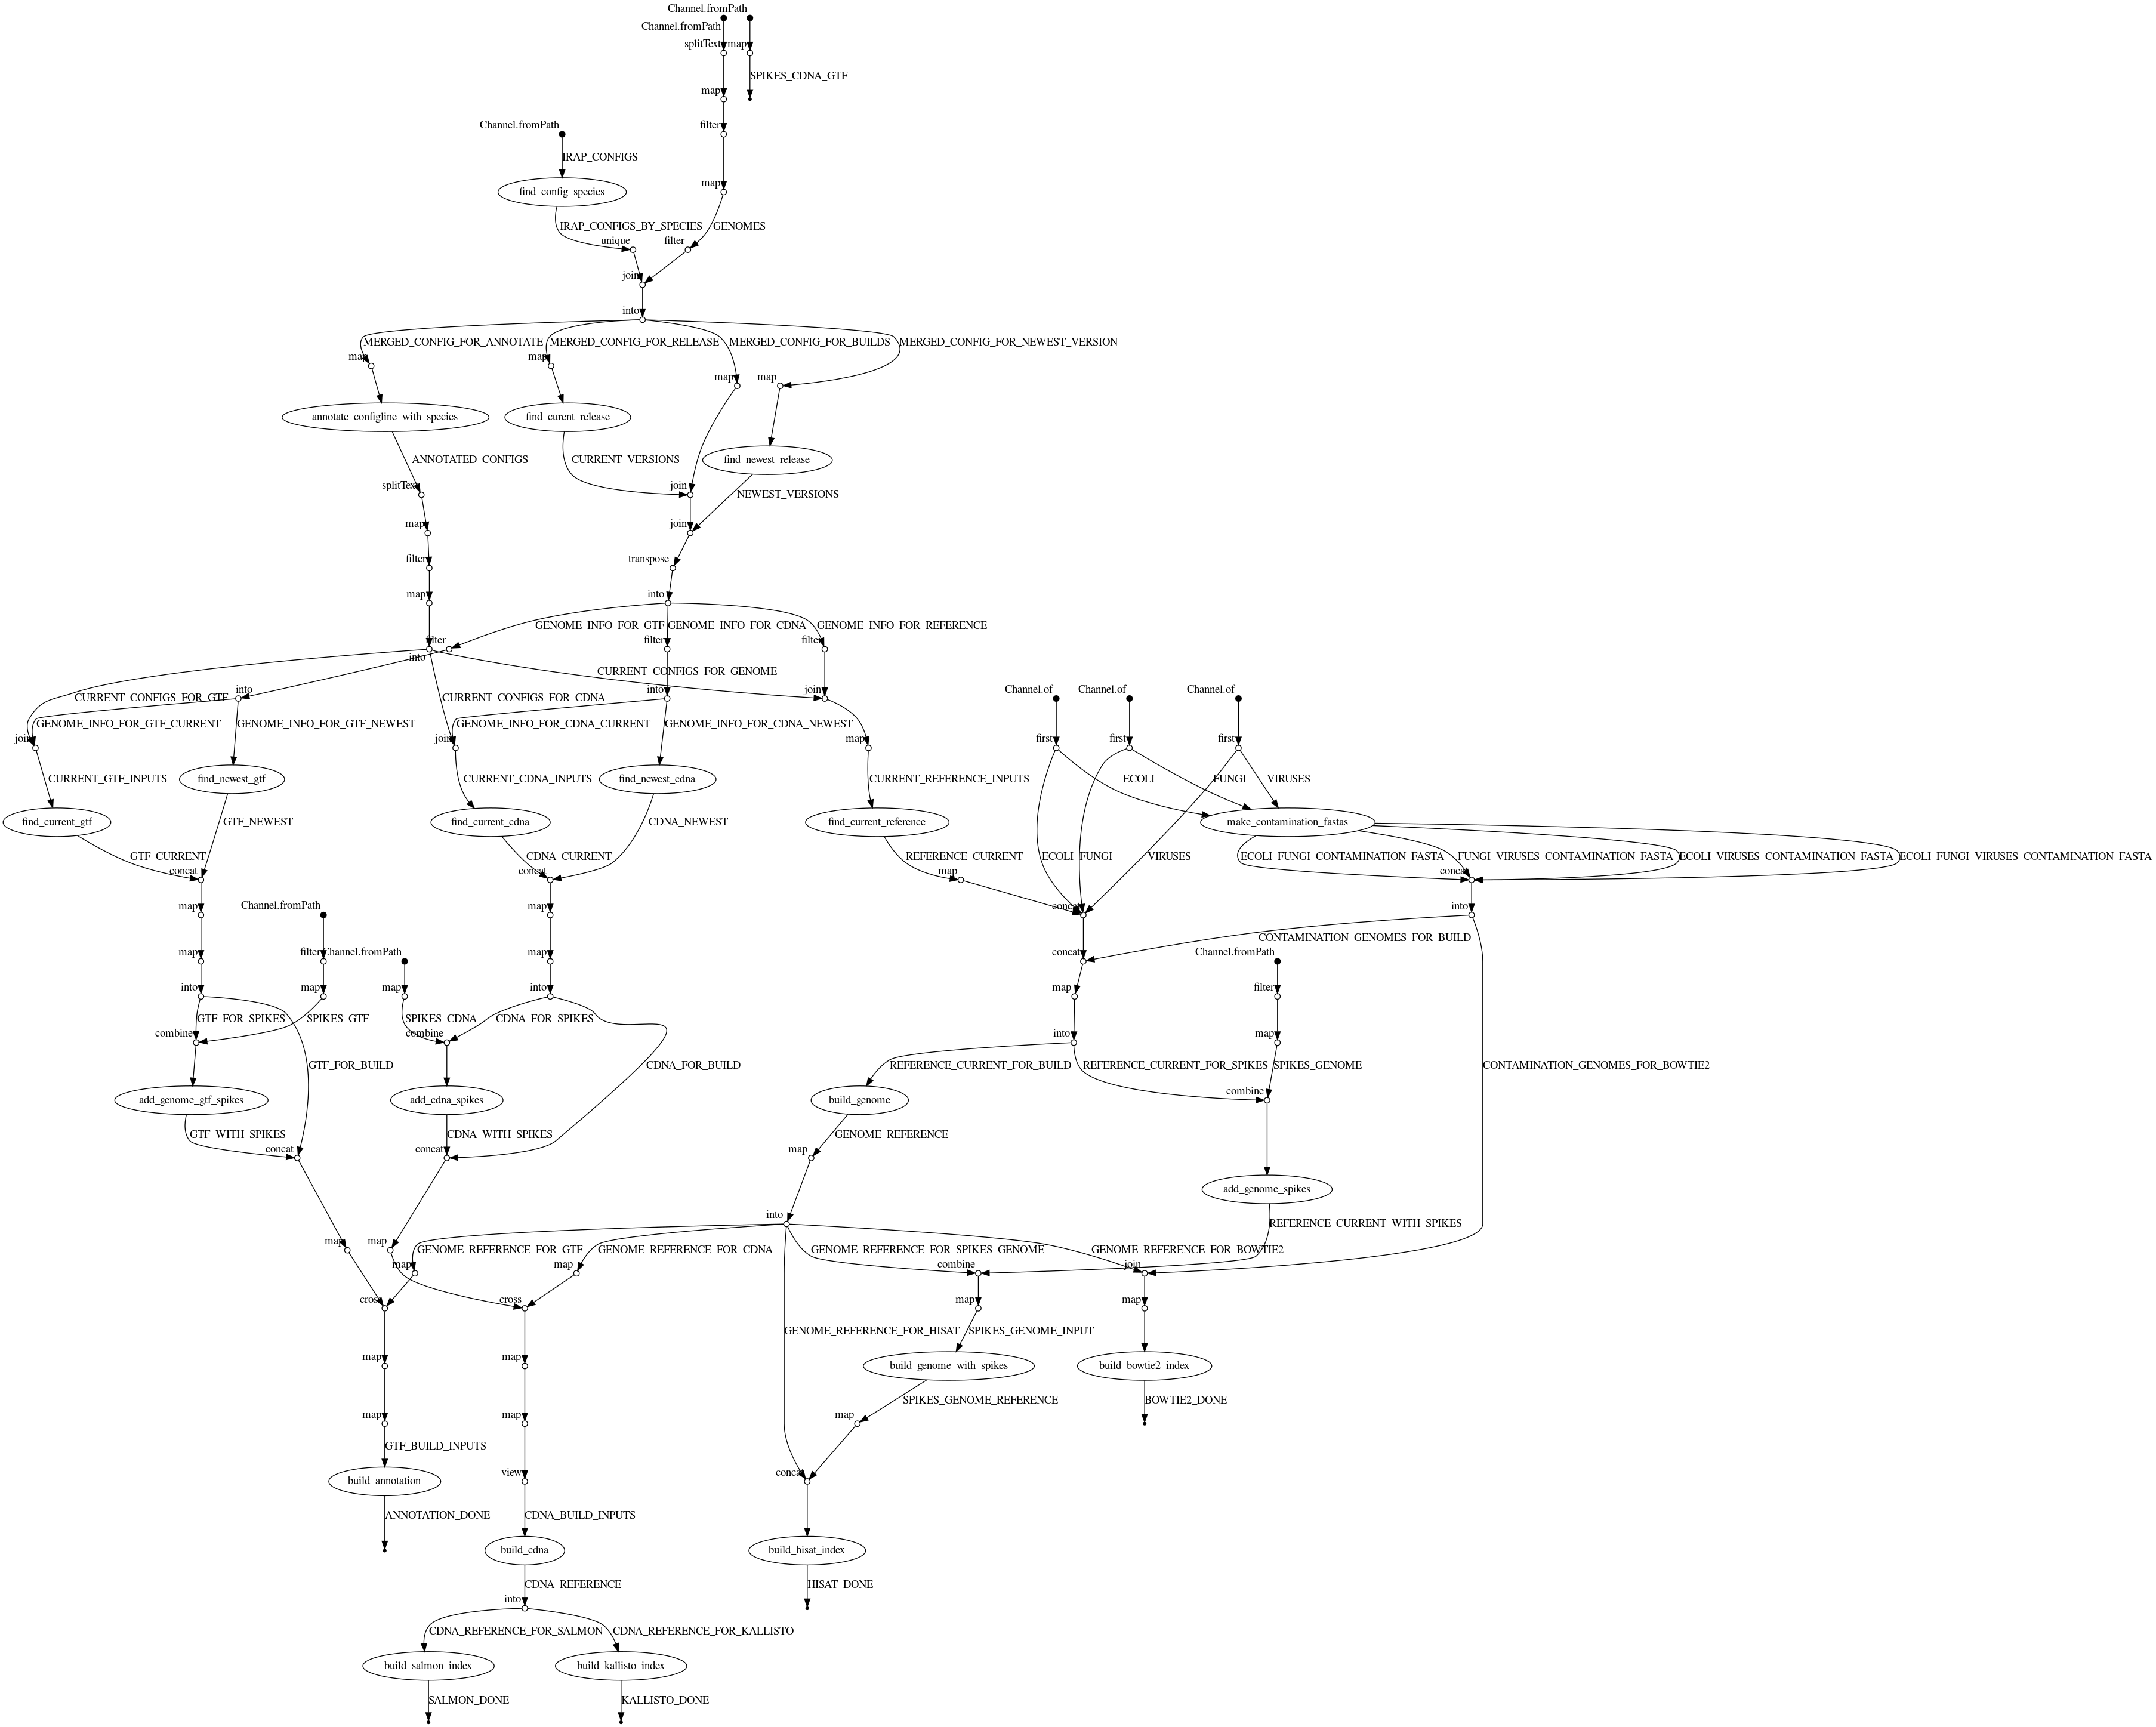 Channel.fromPath
Channel.fromPath
splitText
map
SPIKES_CDNA_GTF
map
Channel.fromPath
filter
IRAP_CONFIGS
map
find_config_species
IRAP_CONFIGS_BY_SPECIES
GENOMES
unique
filter
join
into
MERGED_CONFIG_FOR_ANNOTATE
MERGED_CONFIG_FOR_RELEASE
MERGED_CONFIG_FOR_BUILDS
MERGED_CONFIG_FOR_NEWEST_VERSION
map
map
map
map
annotate_configline_with_species
find_curent_release
ANNOTATED_CONFIGS
CURRENT_VERSIONS
find_newest_release
splitText
join
NEWEST_VERSIONS
map
join
filter
transpose
map
into
GENOME_INFO_FOR_GTF
GENOME_INFO_FOR_CDNA
GENOME_INFO_FOR_REFERENCE
filter
filter
filter
into
CURRENT_CONFIGS_FOR_GENOME
CURRENT_CONFIGS_FOR_GTF
into
CURRENT_CONFIGS_FOR_CDNA
into
join
Channel.of
Channel.of
Channel.of
GENOME_INFO_FOR_GTF_CURRENT
GENOME_INFO_FOR_GTF_NEWEST
GENOME_INFO_FOR_CDNA_CURRENT
GENOME_INFO_FOR_CDNA_NEWEST
join
join
map
first
first
first
CURRENT_GTF_INPUTS
find_newest_gtf
CURRENT_CDNA_INPUTS
find_newest_cdna
CURRENT_REFERENCE_INPUTS
ECOLI
FUNGI
VIRUSES
find_current_gtf
GTF_NEWEST
find_current_cdna
CDNA_NEWEST
find_current_reference
make_contamination_fastas
GTF_CURRENT
CDNA_CURRENT
REFERENCE_CURRENT
ECOLI
FUNGI
VIRUSES
ECOLI_FUNGI_CONTAMINATION_FASTA
FUNGI_VIRUSES_CONTAMINATION_FASTA
ECOLI_VIRUSES_CONTAMINATION_FASTA
ECOLI_FUNGI_VIRUSES_CONTAMINATION_FASTA
concat
concat
map
concat
map
Channel.fromPath
map
concat
into
CONTAMINATION_GENOMES_FOR_BUILD
map
filter
Channel.fromPath
map
concat
Channel.fromPath
into
map
map
into
map
filter
GTF_FOR_SPIKES
SPIKES_GTF
SPIKES_CDNA
CDNA_FOR_SPIKES
combine
combine
into
map
GTF_FOR_BUILD
CDNA_FOR_BUILD
REFERENCE_CURRENT_FOR_BUILD
REFERENCE_CURRENT_FOR_SPIKES
SPIKES_GENOME
CONTAMINATION_GENOMES_FOR_BOWTIE2
add_genome_gtf_spikes
add_cdna_spikes
build_genome
combine
GTF_WITH_SPIKES
CDNA_WITH_SPIKES
GENOME_REFERENCE
concat
concat
map
add_genome_spikes
into
REFERENCE_CURRENT_WITH_SPIKES
map
map
GENOME_REFERENCE_FOR_GTF
GENOME_REFERENCE_FOR_CDNA
GENOME_REFERENCE_FOR_SPIKES_GENOME
GENOME_REFERENCE_FOR_BOWTIE2
map
map
combine
join
cross
cross
map
map
GENOME_REFERENCE_FOR_HISAT
SPIKES_GENOME_INPUT
map
map
build_genome_with_spikes
build_bowtie2_index
SPIKES_GENOME_REFERENCE
BOWTIE2_DONE
map
map
map
GTF_BUILD_INPUTS
view
concat
build_annotation
ANNOTATION_DONE
CDNA_BUILD_INPUTS
build_cdna
build_hisat_index
CDNA_REFERENCE
HISAT_DONE
into
CDNA_REFERENCE_FOR_SALMON
CDNA_REFERENCE_FOR_KALLISTO
build_salmon_index
build_kallisto_index
SALMON_DONE
KALLISTO_DONE